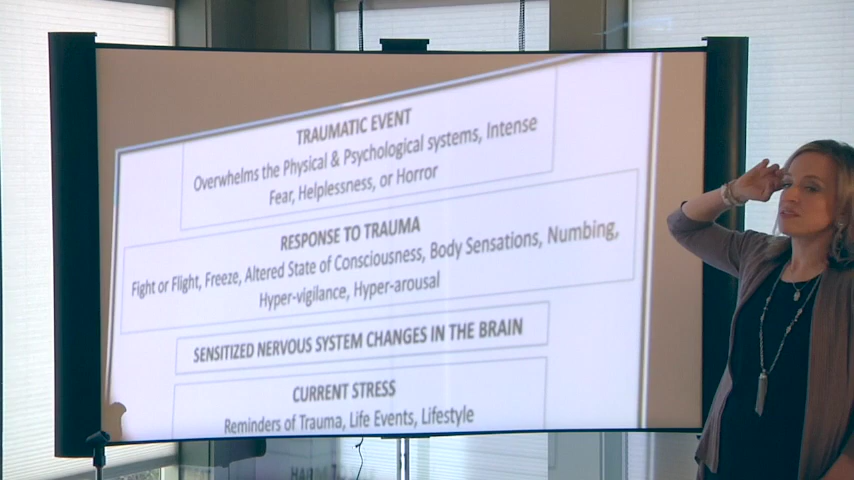 TRAUMATIC EVENT
Overwhelms the Physical & Psychological systems, Intense
Fear, Helplessness, or Horror
RESPONSE TO TRAUMA
Fight or Flight, Freeze, Altered State of Consciousness, Body Sensations, Numbing,
Hyper-vigilance, Hyper-arousal
SENSITIZED NERVOUS SYSTEM CHANGES IN THE BRAIN
CURRENT STRESS
Reminders of Trauma, Life Events, Lifestyle